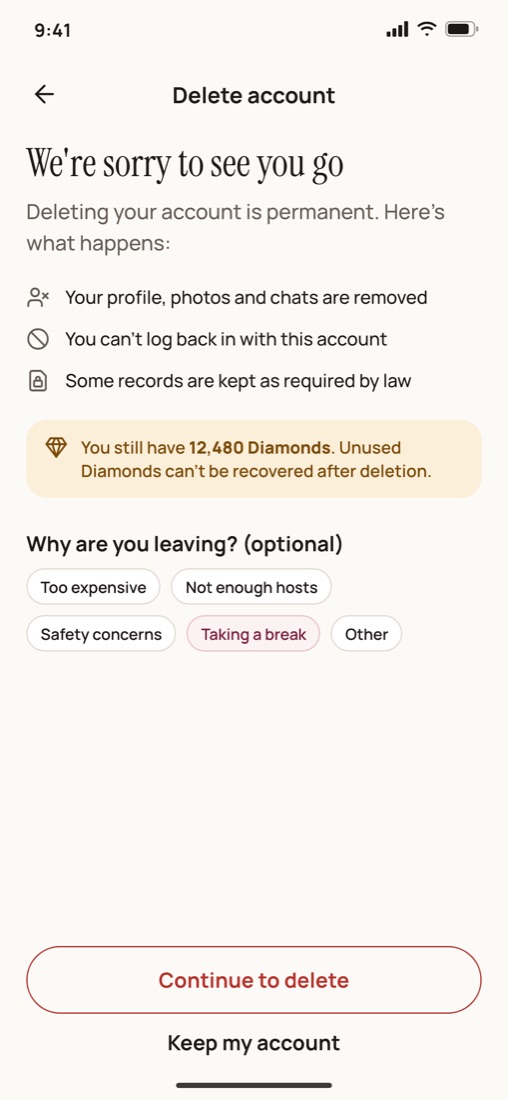 9:41
Delete account
We're sorry to see you go
Deleting your account is permanent. Here’s
what happens:
Your profile, photos and chats are removed
You can’t log back in with this account
Some records are kept as required by law
You still have 12,480 Diamonds. Unused
Diamonds can’t be recovered after deletion.
Why are you leaving? (optional)
Too expensive
Not enough hosts
Safety concerns
Taking a break
Other
Continue to delete
Keep my account